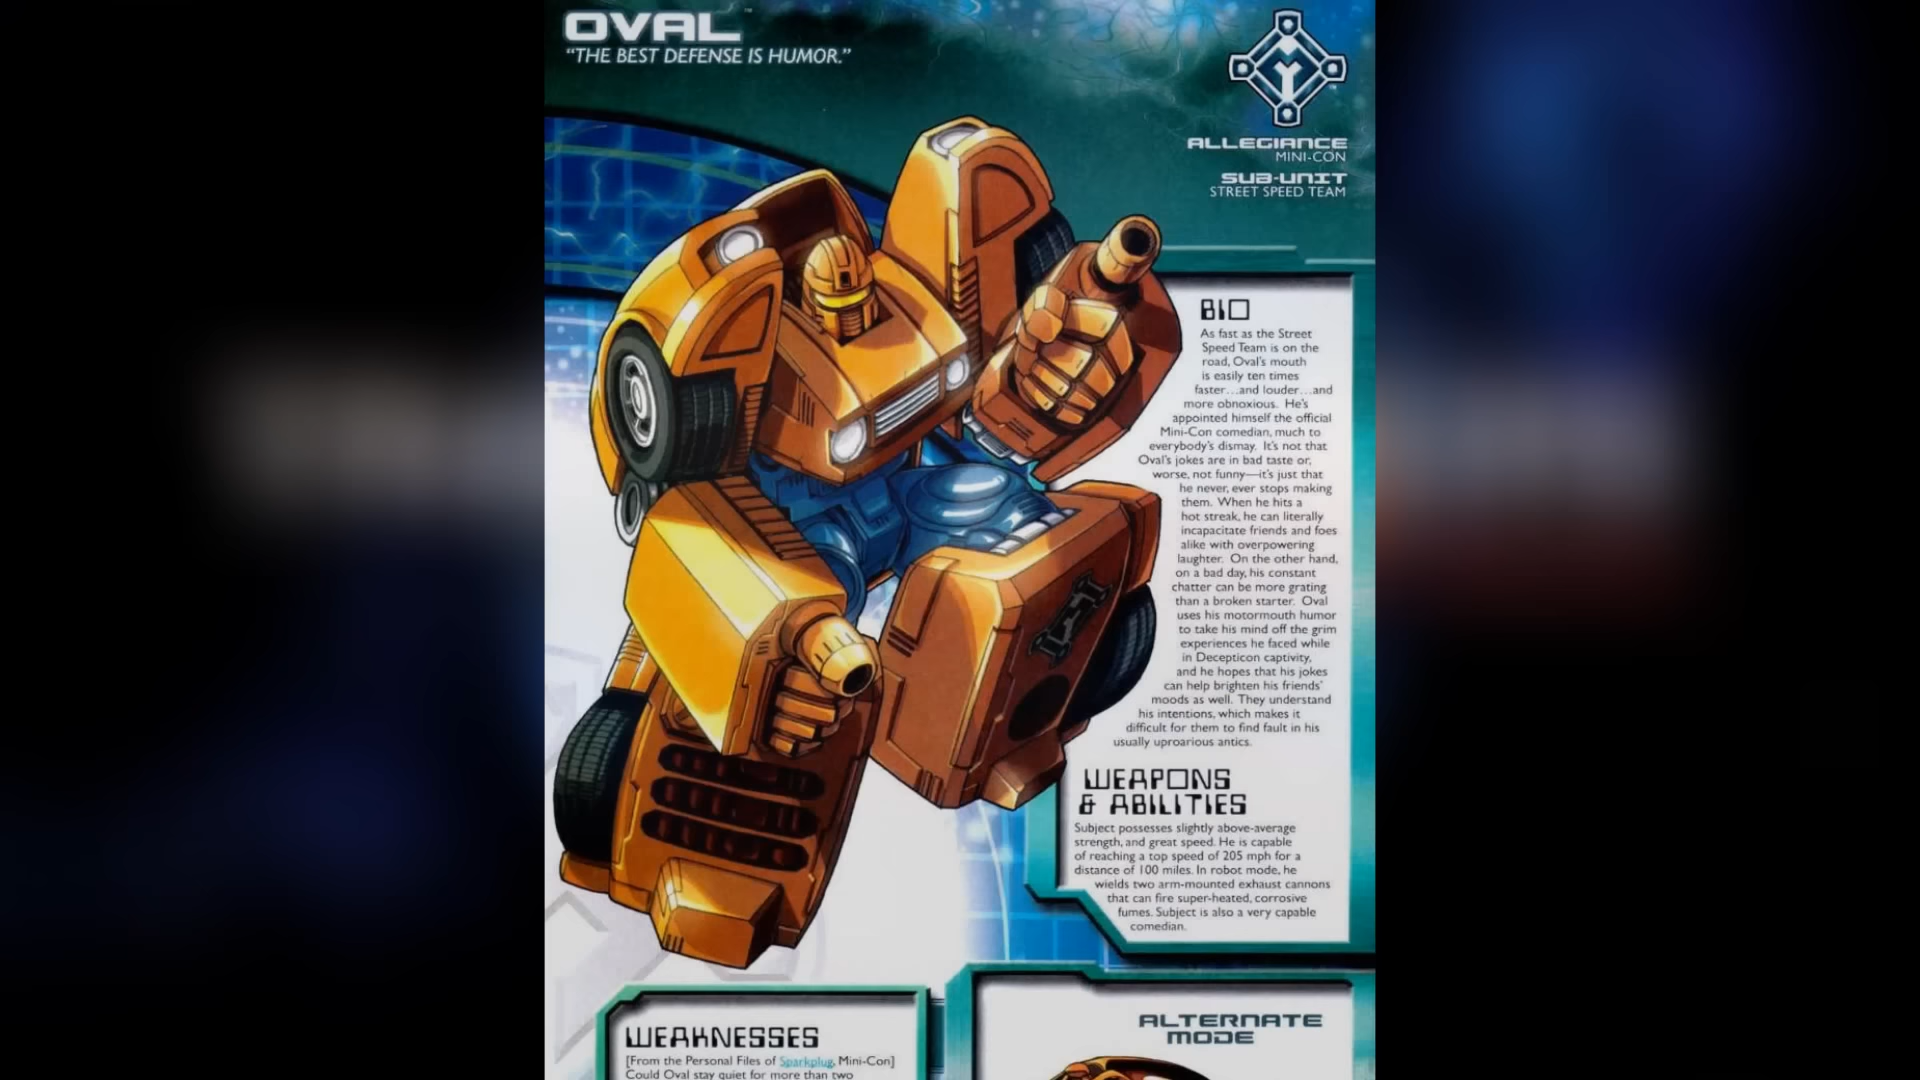 OVAL™
“THE BEST DEFENSE IS HUMOR.”
ALLEGIANCE
MINI-CON
SUB-UNIT
STREET SPEED TEAM
BIO
As fast as the Street
Speed Team is on the
road, Oval’s mouth
is easily ten times
faster…and louder…and
more obnoxious. He’s
appointed himself the official
Mini-Con comedian, much to
everybody’s dismay. It’s not that
Oval’s jokes are in bad taste or,
worse, not funny—it’s just that
he never, ever stops making
them. When he hits a
hot streak, he can literally
incapacitate friends and foes
alike with overpowering
laughter. On the other hand,
on a bad day, his constant
chatter can be more grating
than a broken starter. Oval
uses his motormouth humor
to take his mind off the grim
experiences he faced while
in Decepticon captivity,
and he hopes that his jokes
can help brighten his friends’
moods as well. They understand
his intentions, which makes it
difficult for them to find fault in his
usually uproarious antics.
WEAPONS
& ABILITIES
Subject possesses slightly above-average
strength, and great speed. He is capable
of reaching a top speed of 205 mph for a
distance of 100 miles. In robot mode, he
wields two arm-mounted exhaust cannons
that can fire super-heated, corrosive
fumes. Subject is also a very capable
comedian.
WEAKNESSES
[From the Personal Files of Sparkplug, Mini-Con]
Could Oval stay quiet for more than two
ALTERNATE
MODE